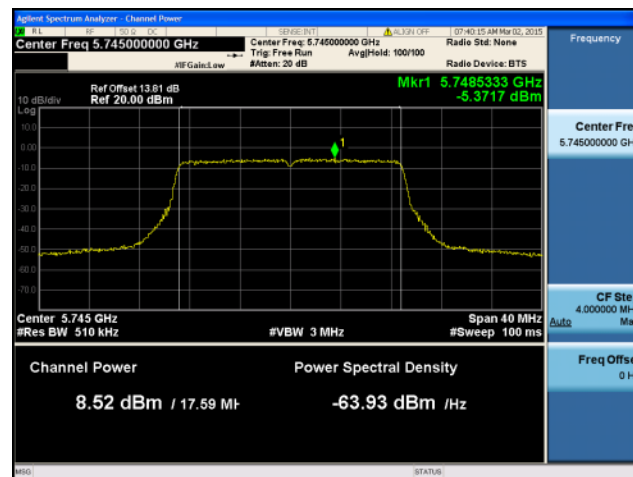 Agilent Spectrum Analyzer - Channel Power
RL RF 50 Ω DC SENSE:INT ALIGN OFF 07:40:15 AM Mar 02, 2015
Center Freq 5.745000000 GHz
Center Freq: 5.745000000 GHz Radio Std: None
Trig: Free Run Avg|Hold: 100/100
#IFGain:Low #Atten: 20 dB Radio Device: BTS
Frequency
Mkr1 5.7485333 GHz
-5.3717 dBm
Ref Offset 13.81 dB
10 dB/div Ref 20.00 dBm
Log
10.0
0.00
-10.0
-20.0
-30.0
-40.0
-50.0
-60.0
-70.0
1
Center Fre
5.745000000 GH
Center 5.745 GHz Span 40 MHz
#Res BW 510 kHz #VBW 3 MHz #Sweep 100 ms
CF Ste
4.000000 MH
Auto Ma
Freq Offse
0 H
Channel Power Power Spectral Density
8.52 dBm / 17.59 MH -63.93 dBm /Hz
MSG STATUS